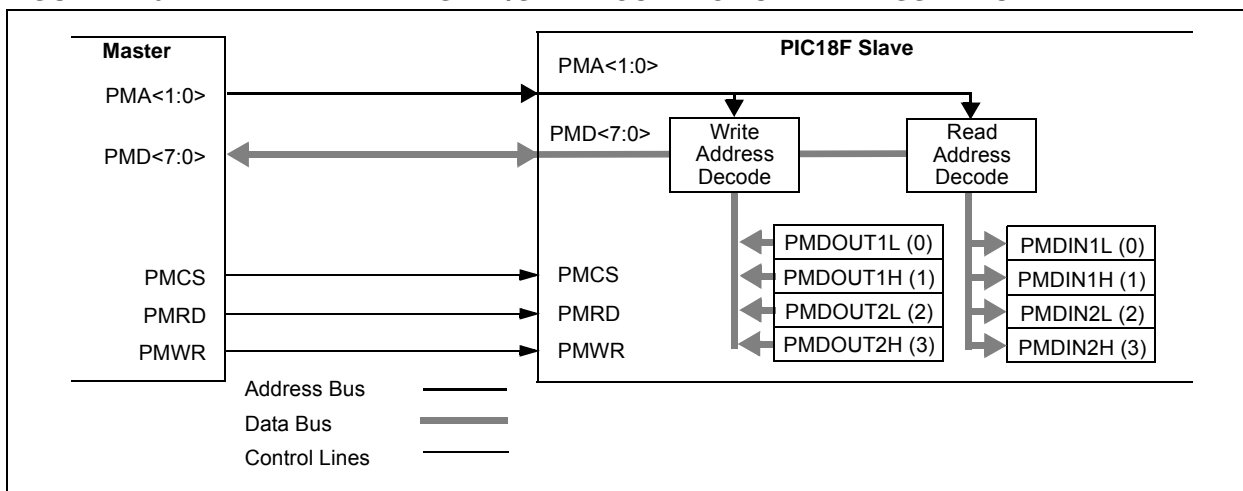 Master
PIC18F Slave
PMA<1:0>
PMA<1:0>
PMD<7:0>
PMD<7:0>
Write
Address
Decode
Read
Address
Decode
PMDOUT1L (0)
PMDOUT1H (1)
PMDOUT2L (2)
PMDOUT2H (3)
PMDIN1L (0)
PMDIN1H (1)
PMDIN2L (2)
PMDIN2H (3)
PMCS
PMCS
PMRD
PMRD
PMWR
PMWR
Address Bus
Data Bus
Control Lines